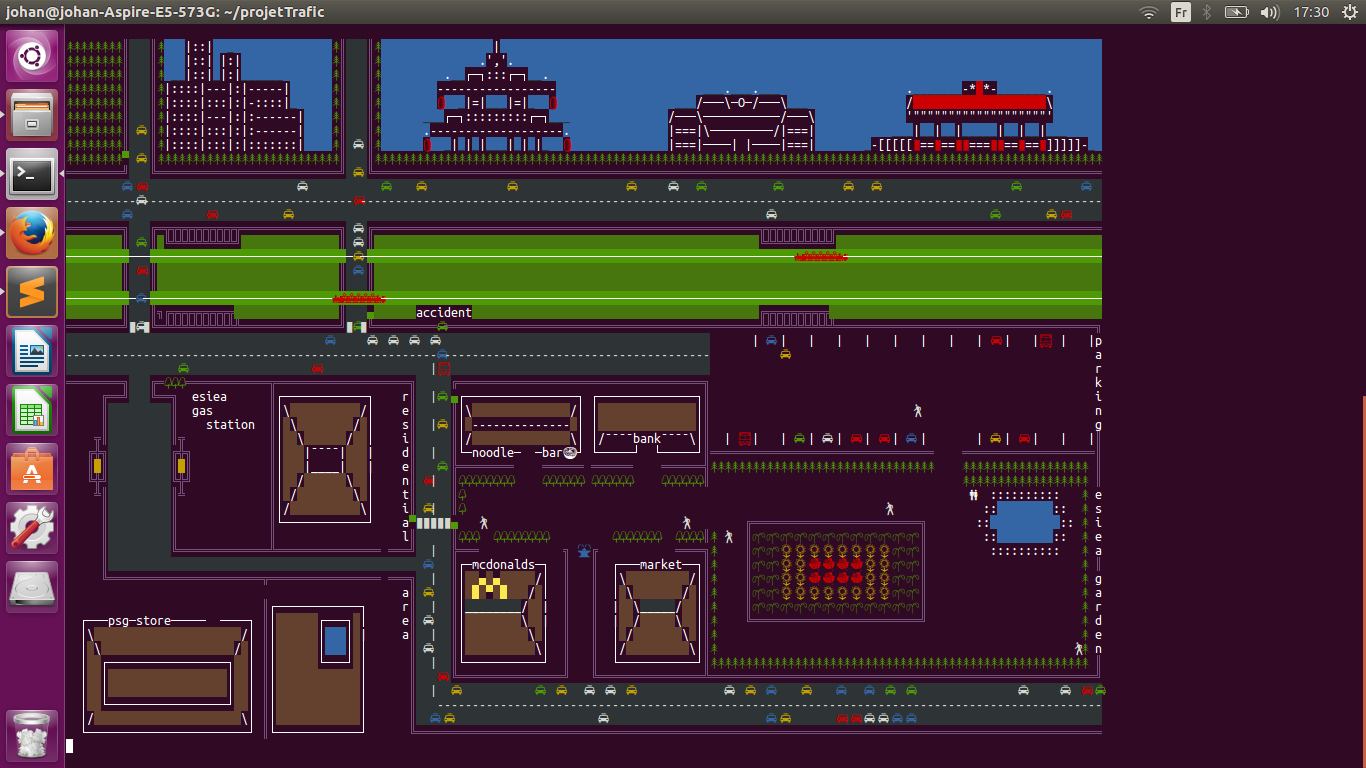 johan@johan-Aspire-E5-573G: ~/projetTrafic
Fr
17:30
accident
parking
esiea
gas
station
residential
area
noodle bar
bank
esiea garden
mcdonalds
market
psg-store